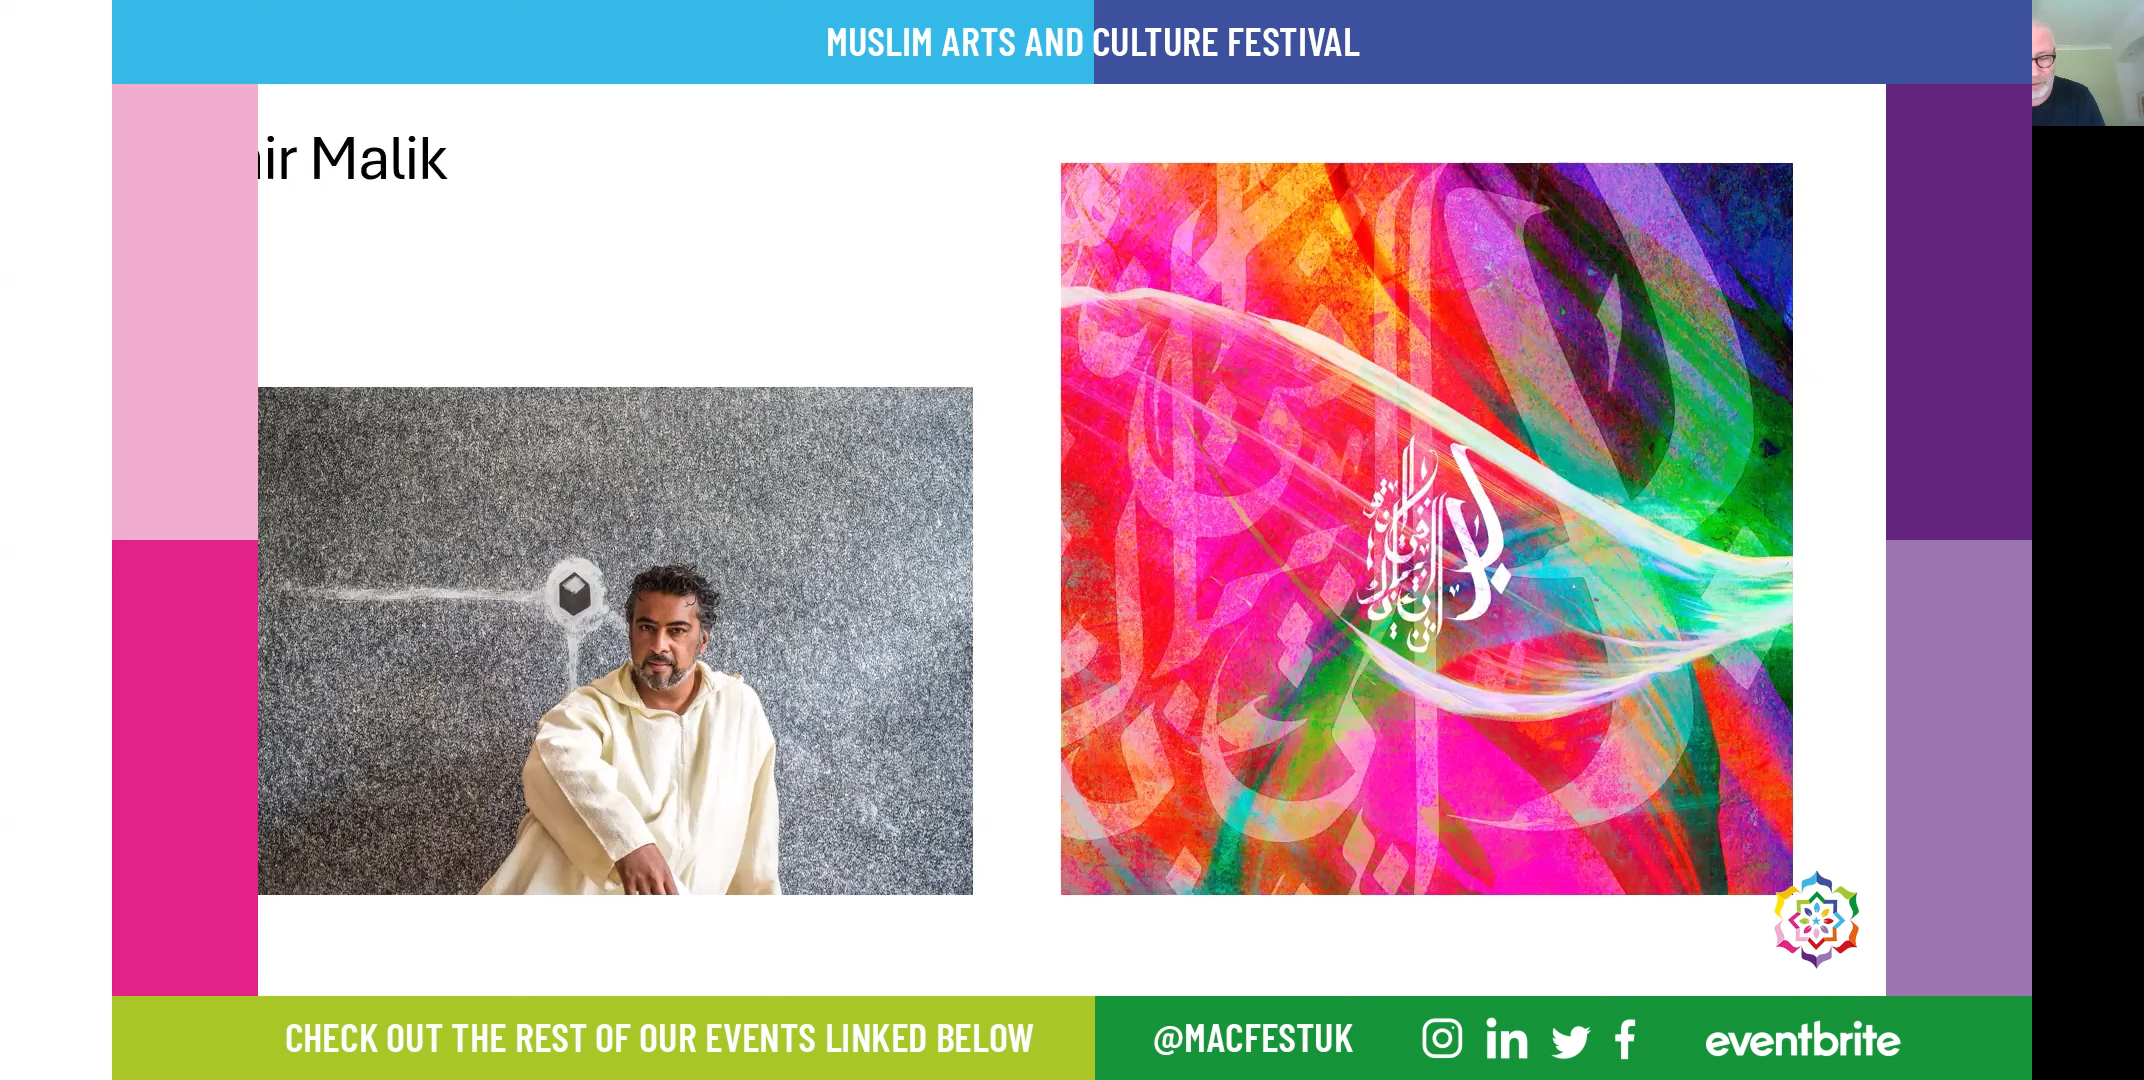 MUSLIM ARTS AND CULTURE FESTIVAL
ir Malik
CHECK OUT THE REST OF OUR EVENTS LINKED BELOW
@MACFESTUK
eventbrite